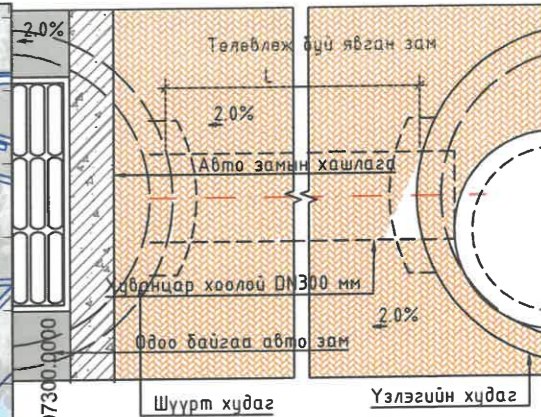 2.0%
Төлөвлөж буй явган зам
L
2.0%
Авто замын хашлага
Хуванцар хоолой DN300 мм
2.0%
Одоо байгаа авто зам
07300.0000
Шүүрт худаг
Үзлэгийн худаг